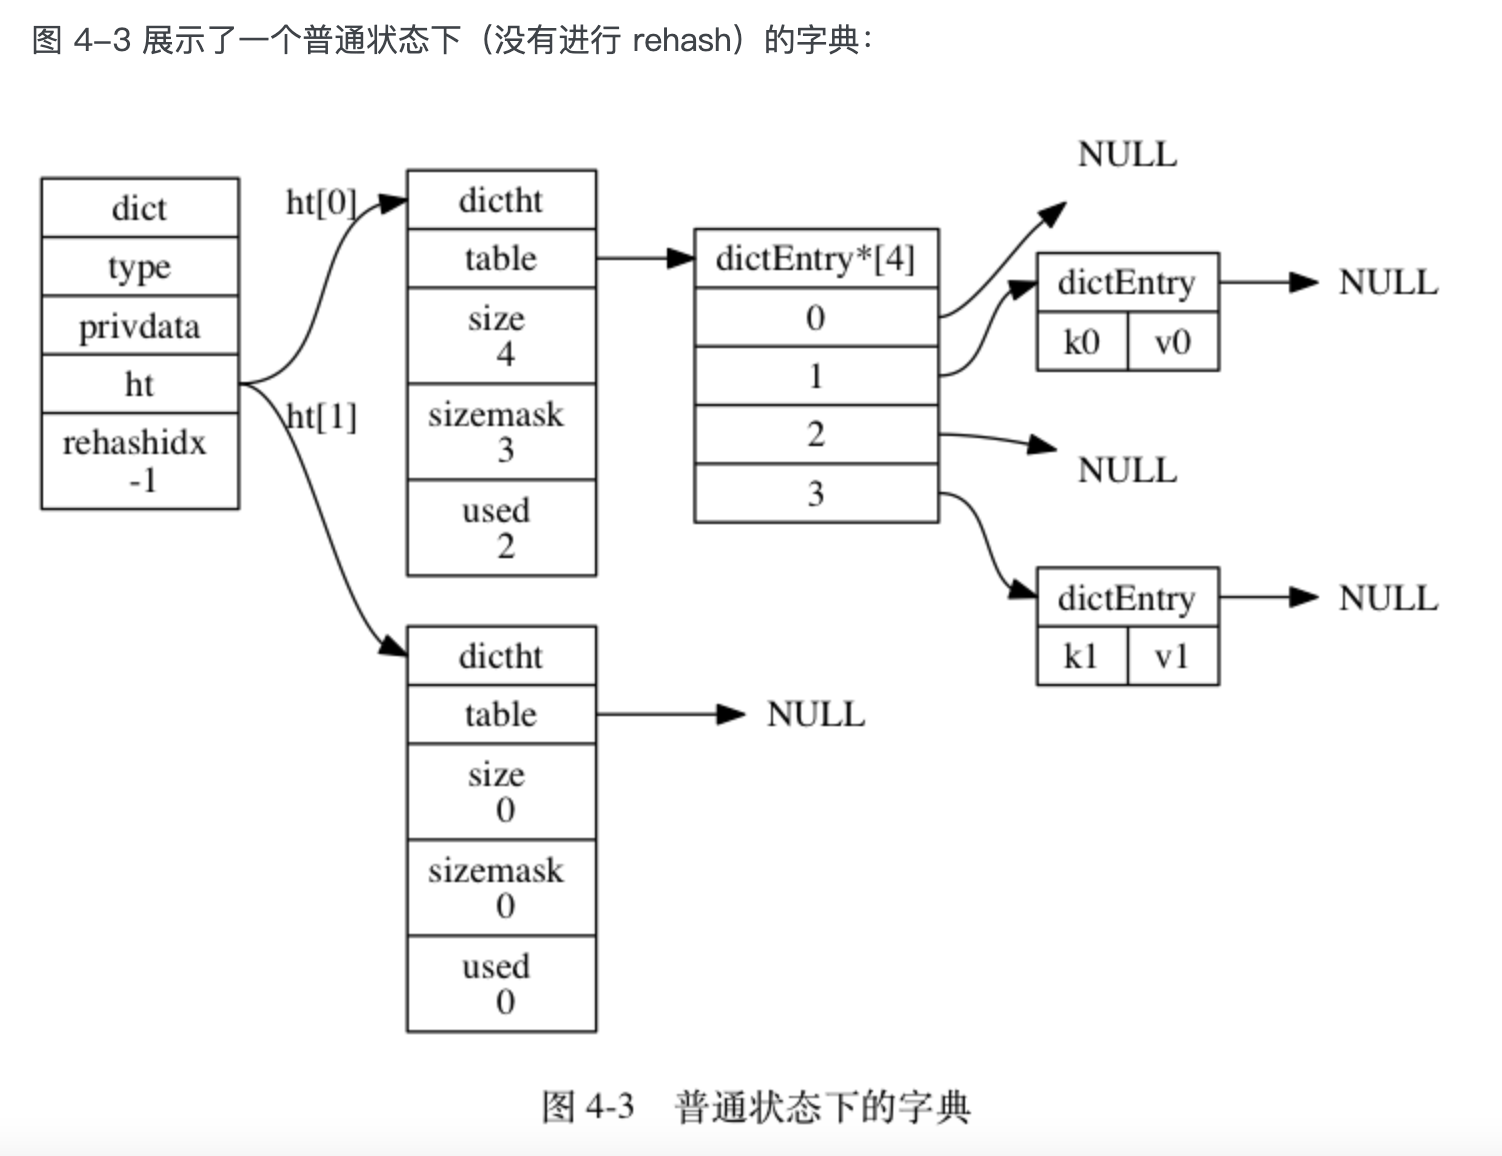 图 4–3 展示了一个普通状态下（没有进行 rehash）的字典：
dict
type
privdata
ht
rehashidx
-1
ht[0]
ht[1]
dictht
table
size
4
sizemask
3
used
2
dictht
table
size
0
sizemask
0
used
0
NULL
dictEntry*[4]
0
1
2
3
NULL
dictEntry
k0 v0
NULL
NULL
dictEntry
k1 v1
NULL
图 4-3 普通状态下的字典